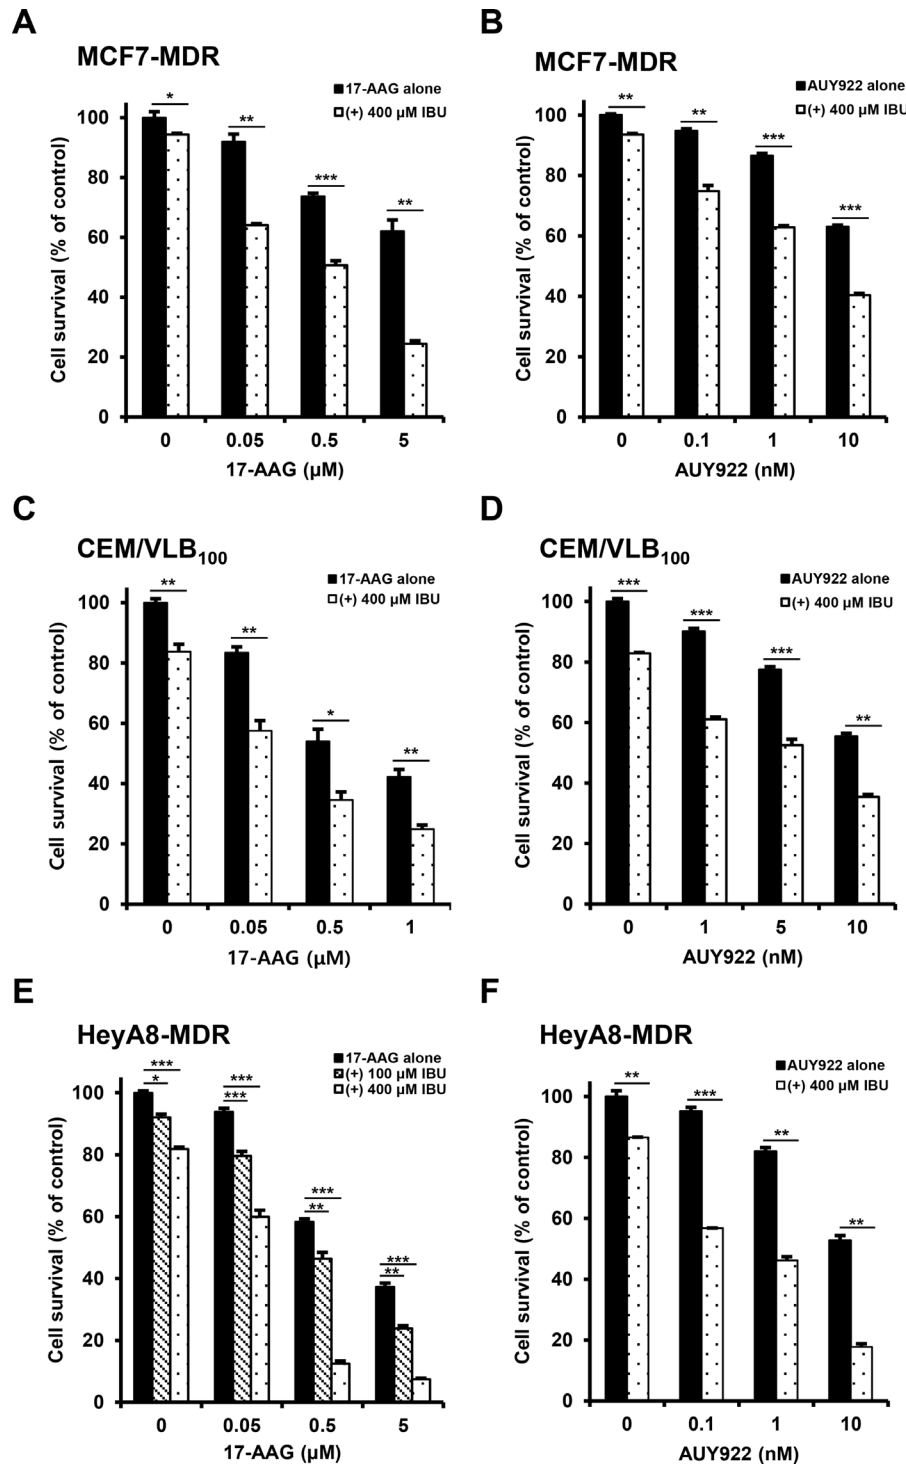 A
MCF7-MDR
17-AAG alone
(+) 400 µM IBU
Cell survival (% of control)
100
80
60
40
20
0
*
**
***
**
0 0.05 0.5 5
17-AAG (µM)
B
MCF7-MDR
AUY922 alone
(+) 400 µM IBU
Cell survival (% of control)
100
80
60
40
20
0
**
**
***
***
0 0.1 1 10
AUY922 (nM)
C
CEM/VLB100
17-AAG alone
(+) 400 µM IBU
Cell survival (% of control)
100
80
60
40
20
0
**
**
*
**
0 0.05 0.5 1
17-AAG (µM)
D
CEM/VLB100
AUY922 alone
(+) 400 µM IBU
Cell survival (% of control)
100
80
60
40
20
0
***
***
***
**
0 1 5 10
AUY922 (nM)
E
HeyA8-MDR
17-AAG alone
(+) 100 µM IBU
(+) 400 µM IBU
Cell survival (% of control)
100
80
60
40
20
0
***
*
***
***
***
**
***
**
0 0.05 0.5 5
17-AAG (µM)
F
HeyA8-MDR
AUY922 alone
(+) 400 µM IBU
Cell survival (% of control)
100
80
60
40
20
0
**
***
**
**
0 0.1 1 10
AUY922 (nM)